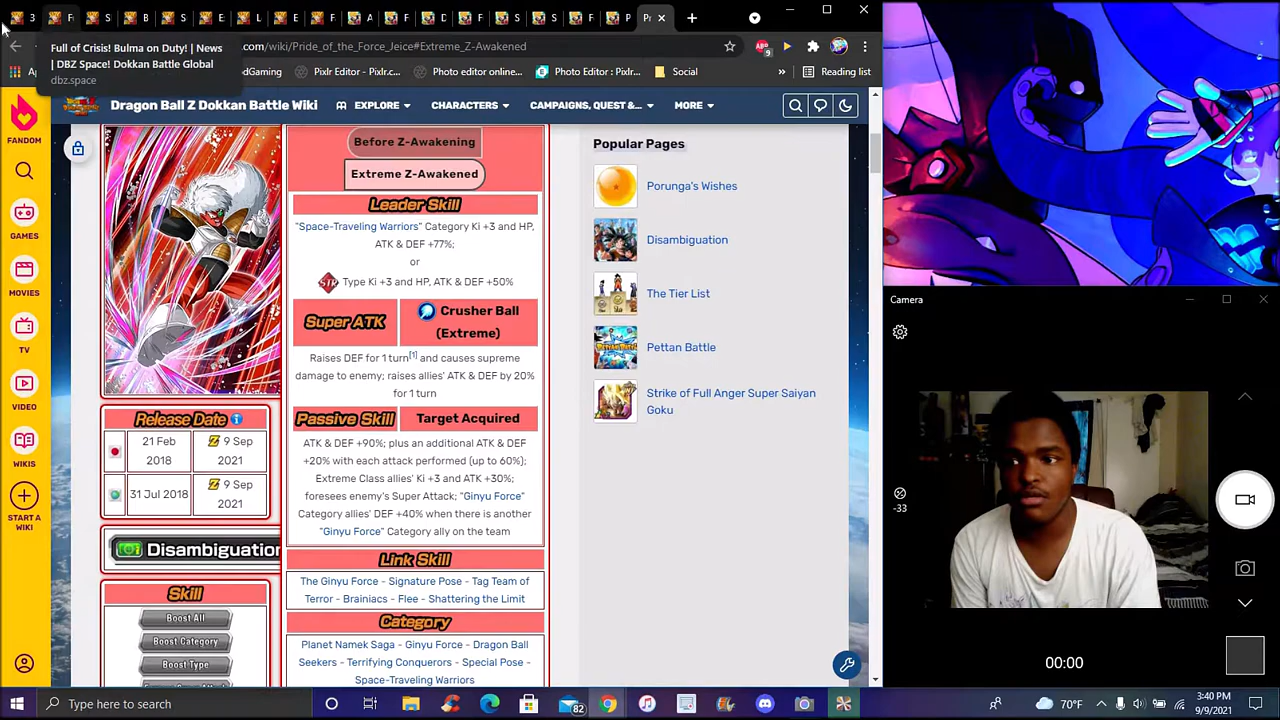 3
Full of Crisis! Bulma on Duty! | News
| DBZ Space! Dokkan Battle Global
dbz.space
.com/wiki/Pride_of_the_Force_Jeice#Extreme_Z-Awakened
9
dGaming
Pixlr Editor - Pixlr.c...
Photo editor online...
Photo Editor : Pixlr...
Social
»
Reading list
FANDOM
GAMES
MOVIES
TV
VIDEO
WIKIS
START A
WIKI
Dragon Ball Z Dokkan Battle Wiki
EXPLORE
CHARACTERS
CAMPAIGNS, QUEST &...
MORE
Before Z-Awakening
Extreme Z-Awakened
Leader Skill
"Space-Traveling Warriors" Category Ki +3 and HP,
ATK & DEF +77%;
or
STR Type Ki +3 and HP, ATK & DEF +50%
Super ATK
Crusher Ball
(Extreme)
Raises DEF for 1 turn[1] and causes supreme
damage to enemy; raises allies' ATK & DEF by 20%
for 1 turn
Passive Skill
Target Acquired
ATK & DEF +90%; plus an additional ATK & DEF
+20% with each attack performed (up to 60%);
Extreme Class allies' Ki +3 and ATK +30%;
foresees enemy's Super Attack; "Ginyu Force"
Category allies' DEF +40% when there is another
"Ginyu Force" Category ally on the team
Link Skill
The Ginyu Force - Signature Pose - Tag Team of
Terror - Brainiacs - Flee - Shattering the Limit
Category
Planet Namek Saga - Ginyu Force - Dragon Ball
Seekers - Terrifying Conquerors - Special Pose -
Space-Traveling Warriors
Release Date
21 Feb
2018
9 Sep
2021
31 Jul 2018
9 Sep
2021
Disambiguation
Skill
Boost All
Boost Category
Boost Type
Popular Pages
Porunga's Wishes
Disambiguation
The Tier List
Pettan Battle
Strike of Full Anger Super Saiyan
Goku
Camera
-33
00:00
Type here to search
82
70°F
3:40 PM
9/9/2021